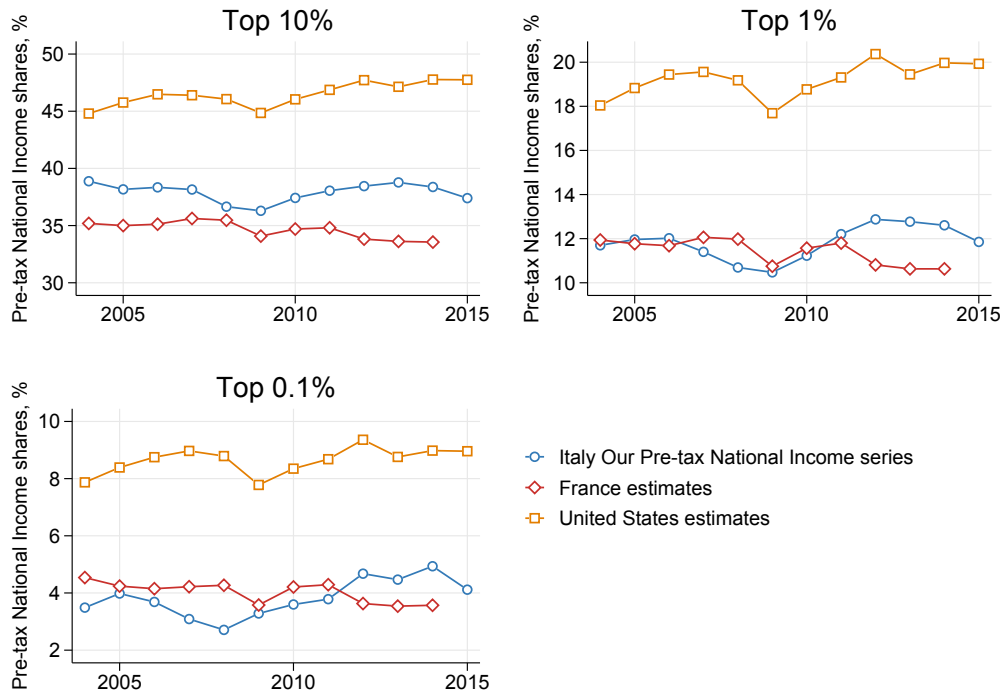 Top 10%
Pre-tax National Income shares, %
50
45
40
35
30
2005
2010
2015
Top 1%
Pre-tax National Income shares, %
20
18
16
14
12
10
2005
2010
2015
Top 0.1%
Pre-tax National Income shares, %
10
8
6
4
2
2005
2010
2015
Italy Our Pre-tax National Income series
France estimates
United States estimates